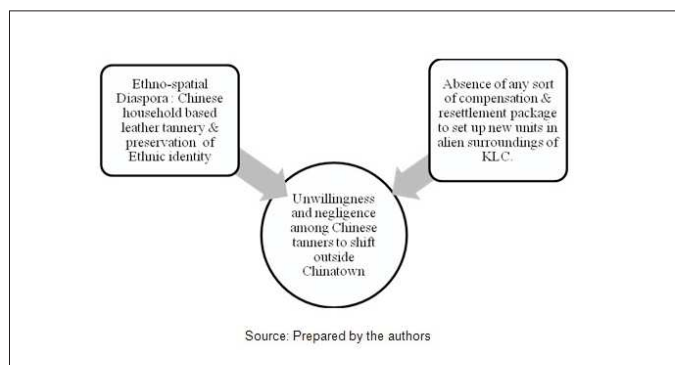 Ethno-spatial
Diaspora : Chinese
household based
leather tannery &
preservation of
Ethnic identity
Absence of any sort
of compensation &
resettlement package
to set up new units in
alien surroundings of
KLC.
Unwillingness
and negligence
among Chinese
tanners to shift
outside
Chinatown
Source: Prepared by the authors